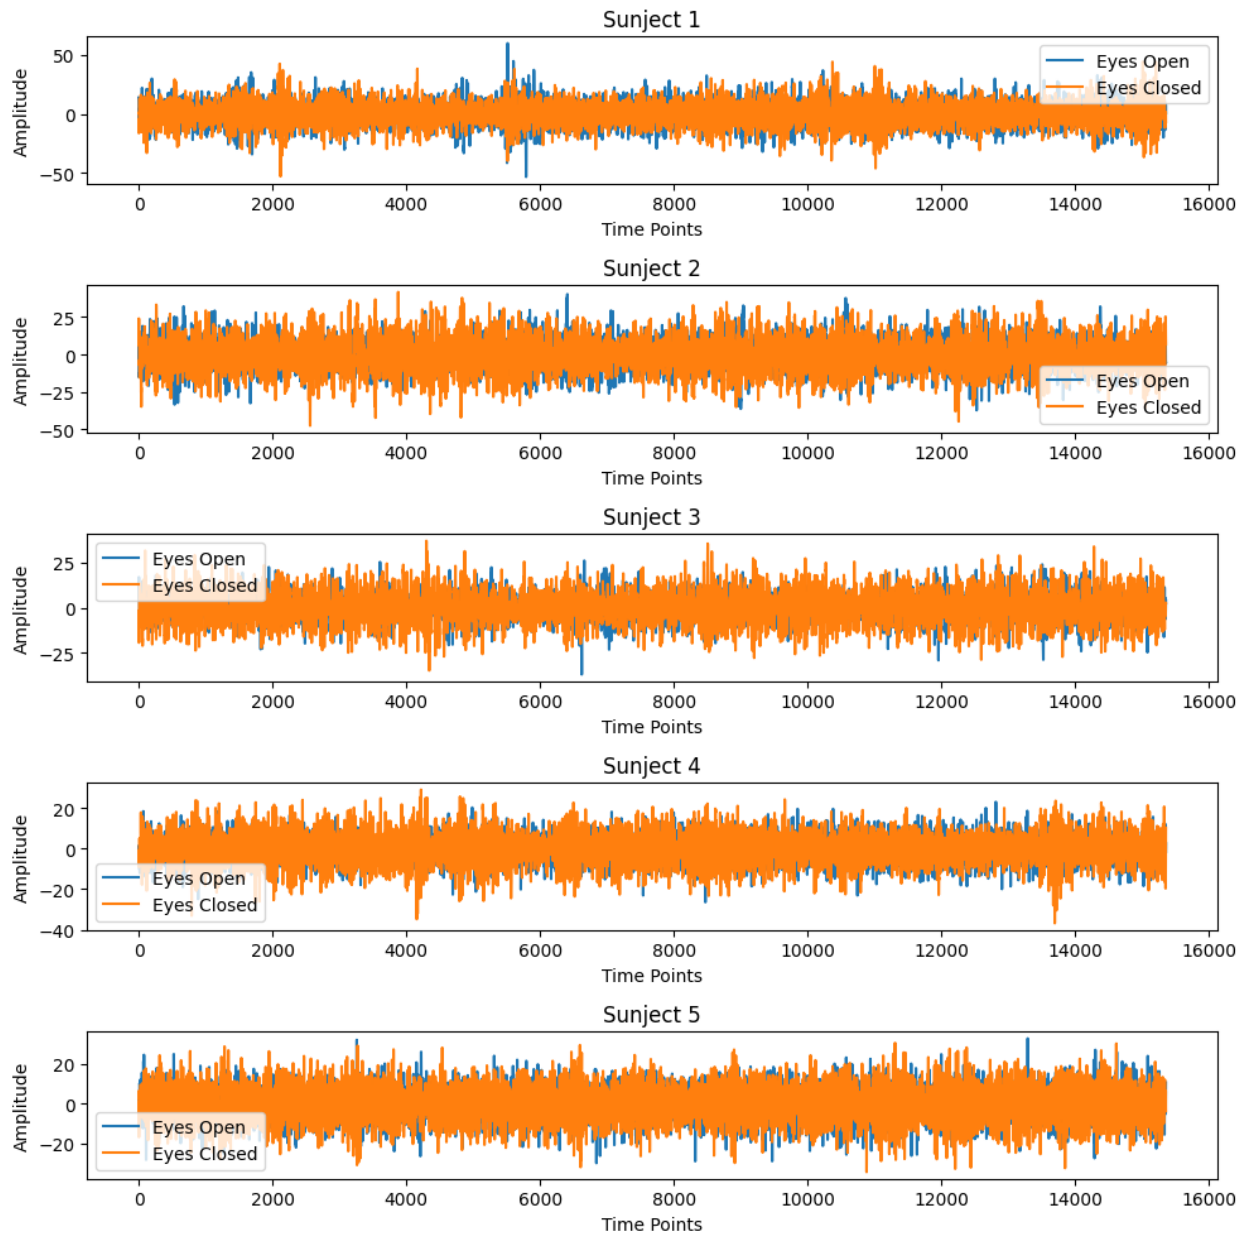 Sunject 1
50
0
−50
Amplitude
Eyes Open
Eyes Closed
0 2000 4000 6000 8000 10000 12000 14000 16000
Time Points
Sunject 2
25
0
−25
−50
Amplitude
Eyes Open
Eyes Closed
0 2000 4000 6000 8000 10000 12000 14000 16000
Time Points
Sunject 3
25
0
−25
Amplitude
Eyes Open
Eyes Closed
0 2000 4000 6000 8000 10000 12000 14000 16000
Time Points
Sunject 4
20
0
−20
−40
Amplitude
Eyes Open
Eyes Closed
0 2000 4000 6000 8000 10000 12000 14000 16000
Time Points
Sunject 5
20
0
−20
Amplitude
Eyes Open
Eyes Closed
0 2000 4000 6000 8000 10000 12000 14000 16000
Time Points